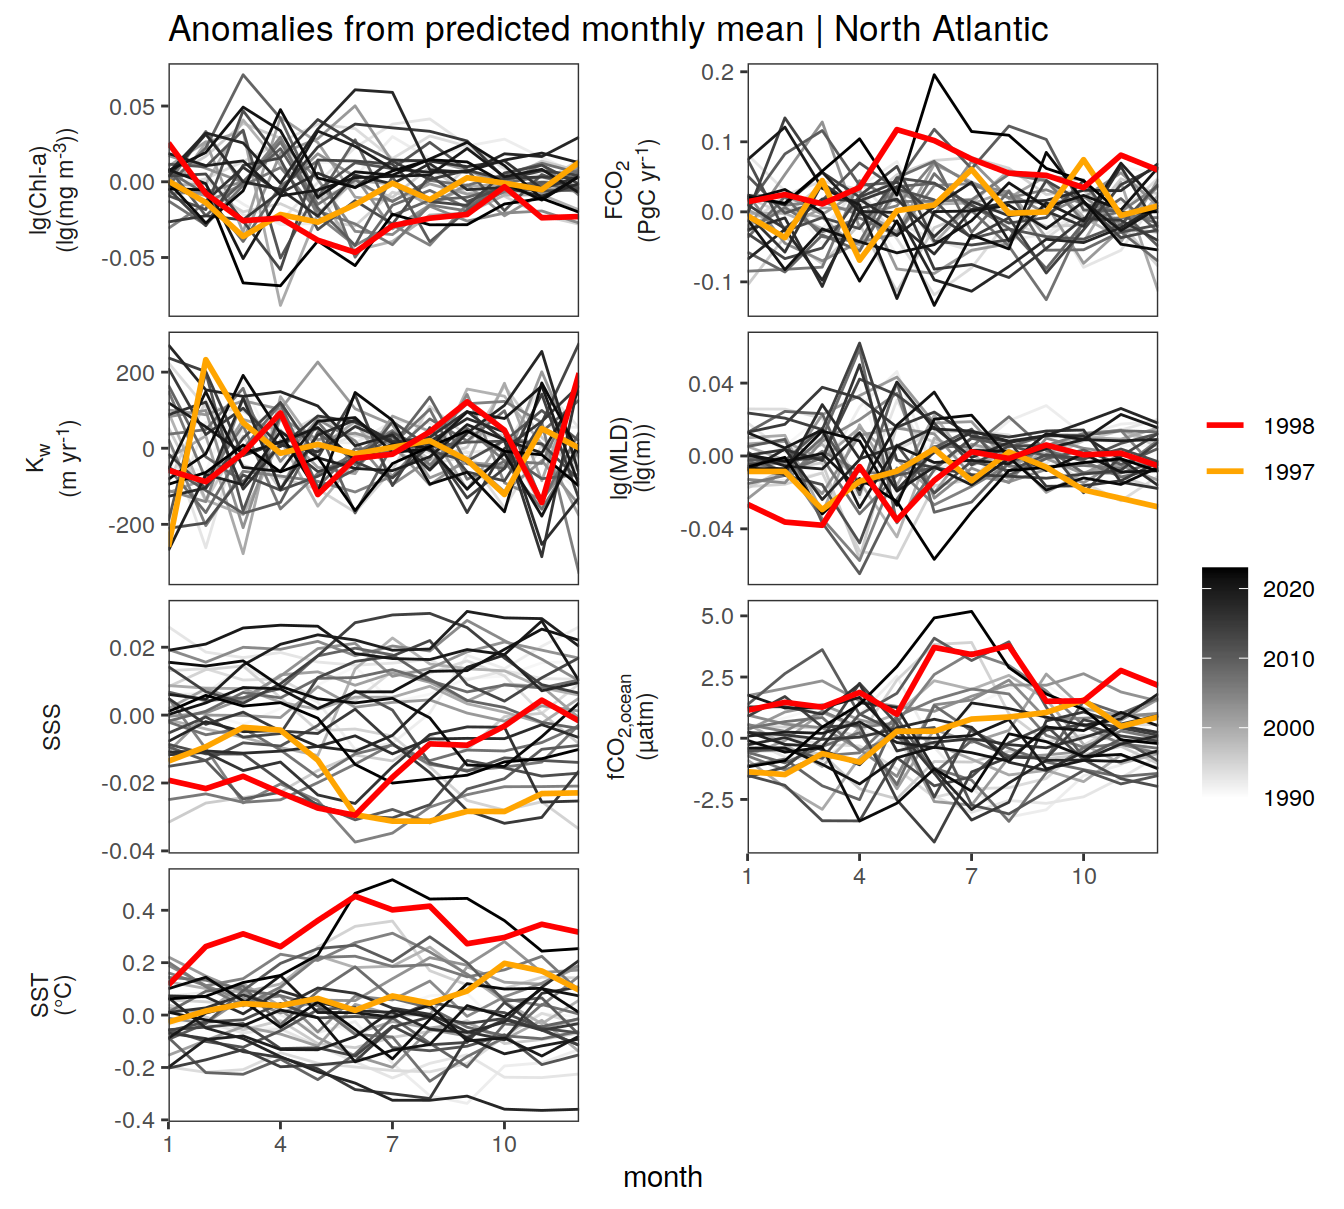 Anomalies from predicted monthly mean | North Atlantic
lg(Chl-a)
(lg(mg m⁻³))
0.05
0.00
-0.05
FCO₂
(PgC yr⁻¹)
0.2
0.1
0.0
-0.1
K_w
(m yr⁻¹)
200
0
-200
lg(MLD)
(lg(m))
0.04
0.00
-0.04
SSS
0.02
0.00
-0.02
-0.04
fCO₂,ocean
(µatm)
5.0
2.5
0.0
-2.5
1 4 7 10
SST
(°C)
0.4
0.2
0.0
-0.2
-0.4
1 4 7 10
month
1998
1997
2020
2010
2000
1990